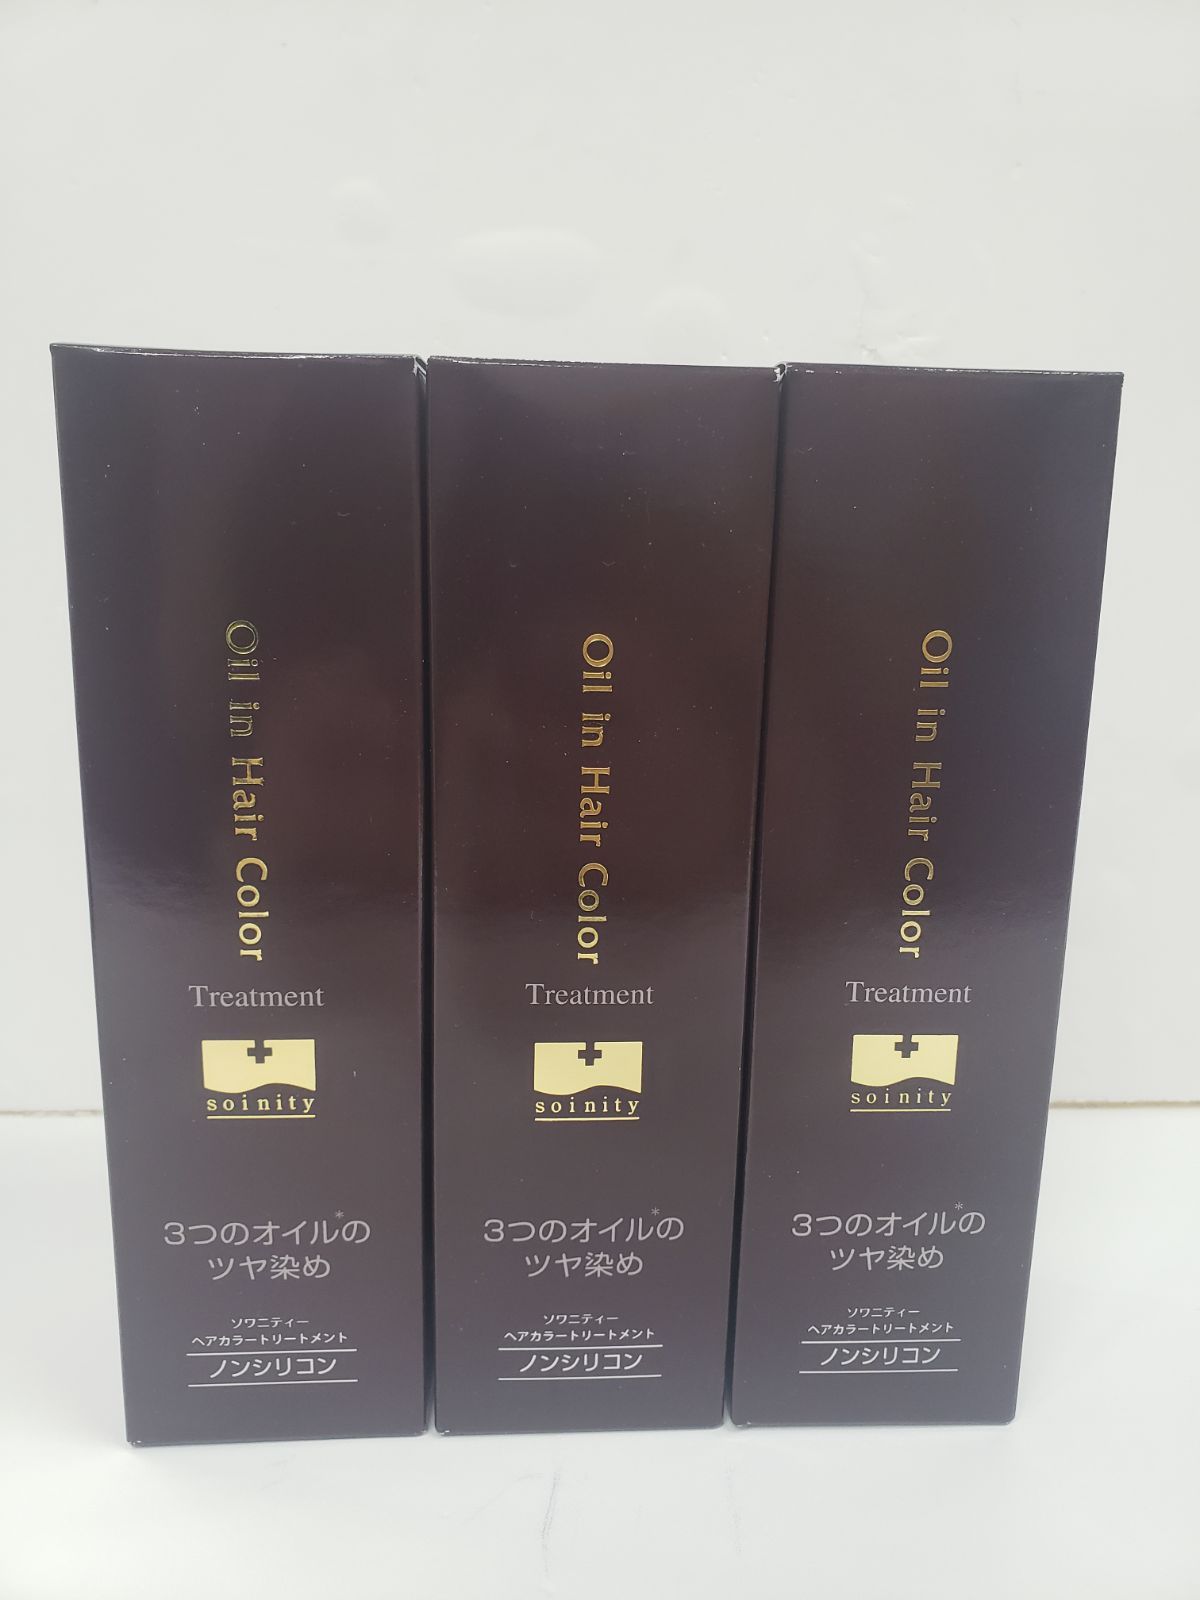 Oil in Hair Color
Treatment
soinity
3つのオイル*の
ツヤ染め
ソワニティー
ヘアカラートリートメント
ノンシリコン
Oil in Hair Color
Treatment
soinity
3つのオイル*の
ツヤ染め
ソワニティー
ヘアカラートリートメント
ノンシリコン
Oil in Hair Color
Treatment
soinity
3つのオイル*の
ツヤ染め
ソワニティー
ヘアカラートリートメント
ノンシリコン